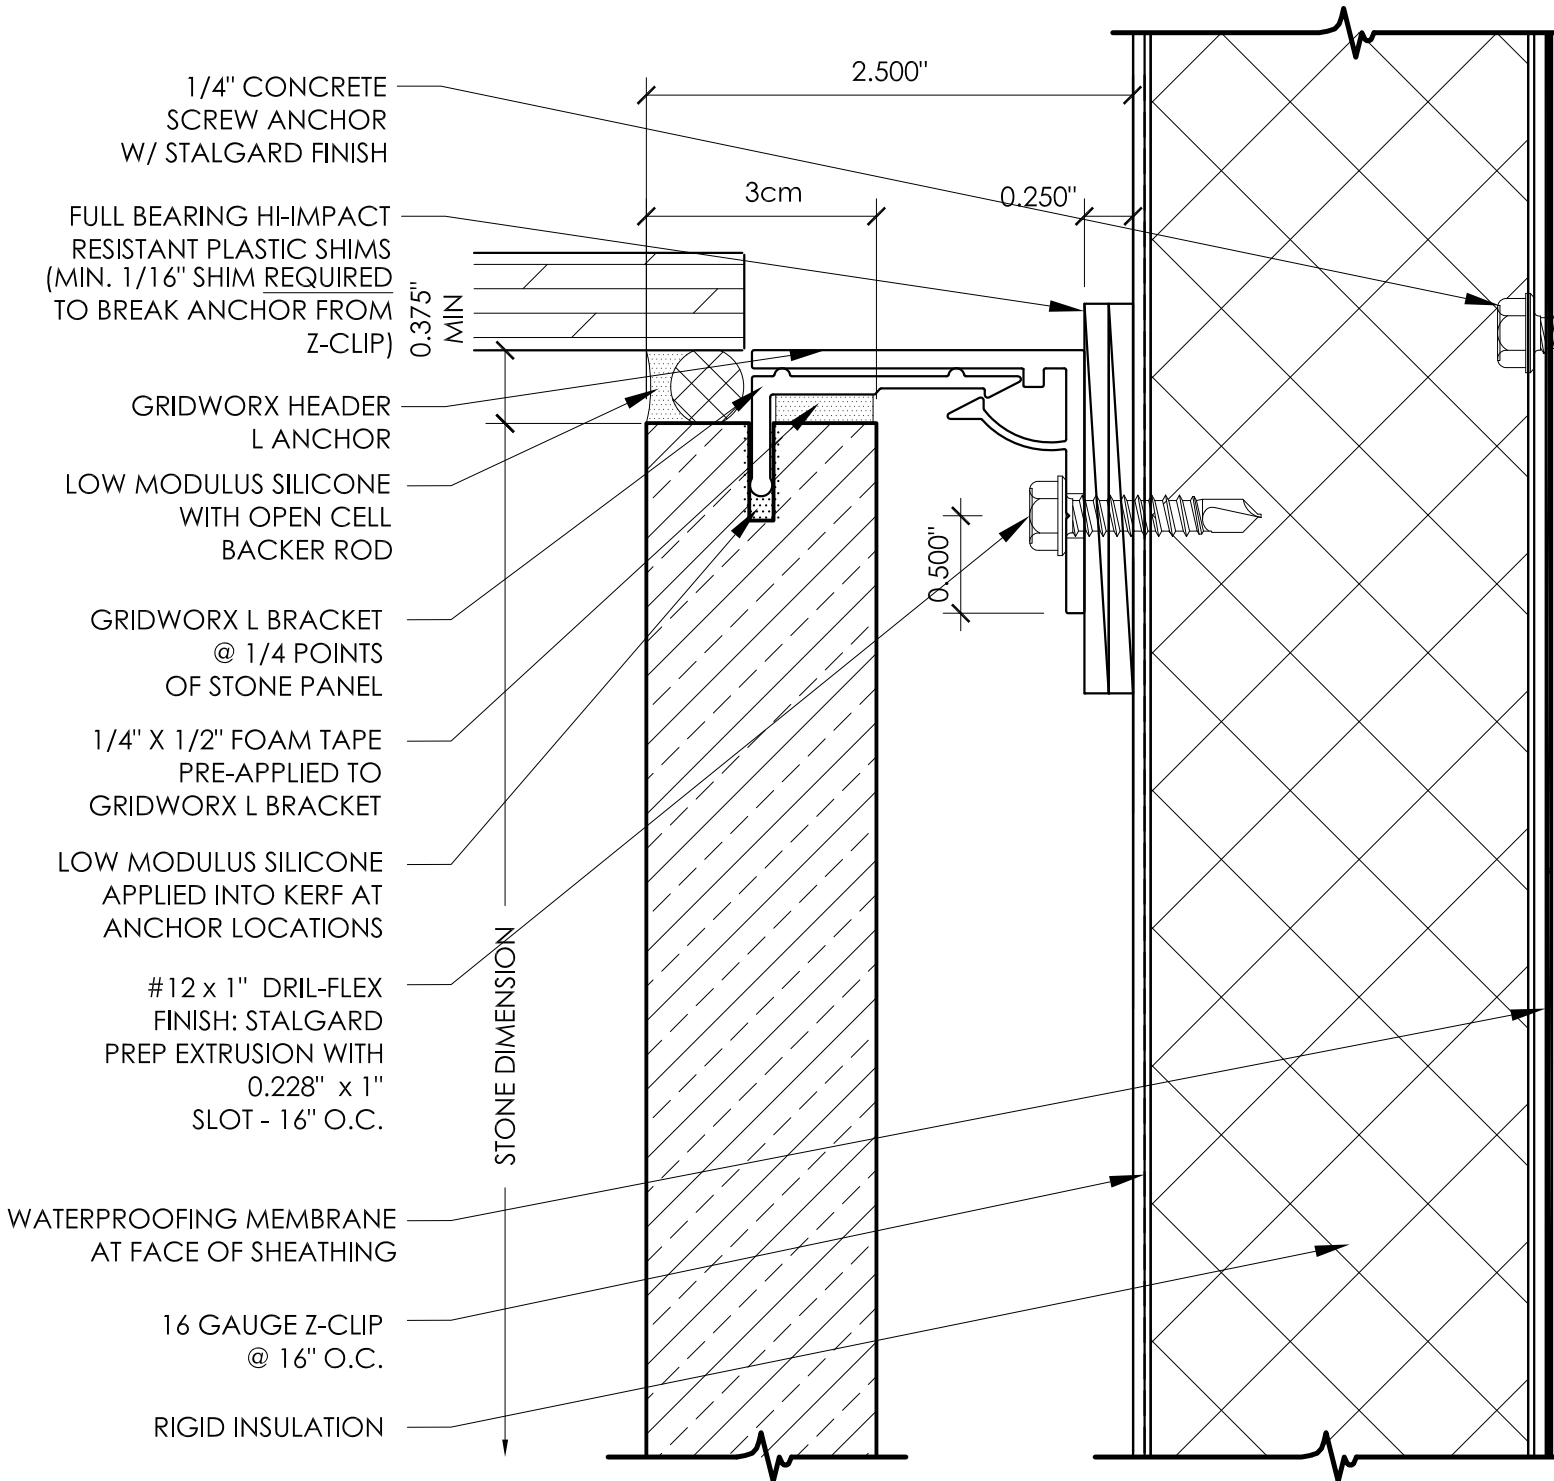 2.500"
1/4" CONCRETE
SCREW ANCHOR
W/ STALGARD FINISH
3cm
0.250"
FULL BEARING HI-IMPACT
RESISTANT PLASTIC SHIMS
(MIN. 1/16" SHIM REQUIRED
TO BREAK ANCHOR FROM
Z-CLIP)
0.375"
MIN
GRIDWORX HEADER
L ANCHOR
LOW MODULUS SILICONE
WITH OPEN CELL
BACKER ROD
0.500"
GRIDWORX L BRACKET
@ 1/4 POINTS
OF STONE PANEL
1/4" X 1/2" FOAM TAPE
PRE-APPLIED TO
GRIDWORX L BRACKET
LOW MODULUS SILICONE
APPLIED INTO KERF AT
ANCHOR LOCATIONS
#12 x 1" DRIL-FLEX
FINISH: STALGARD
PREP EXTRUSION WITH
0.228" x 1"
SLOT - 16" O.C.
STONE DIMENSION
WATERPROOFING MEMBRANE
AT FACE OF SHEATHING
16 GAUGE Z-CLIP
@ 16" O.C.
RIGID INSULATION